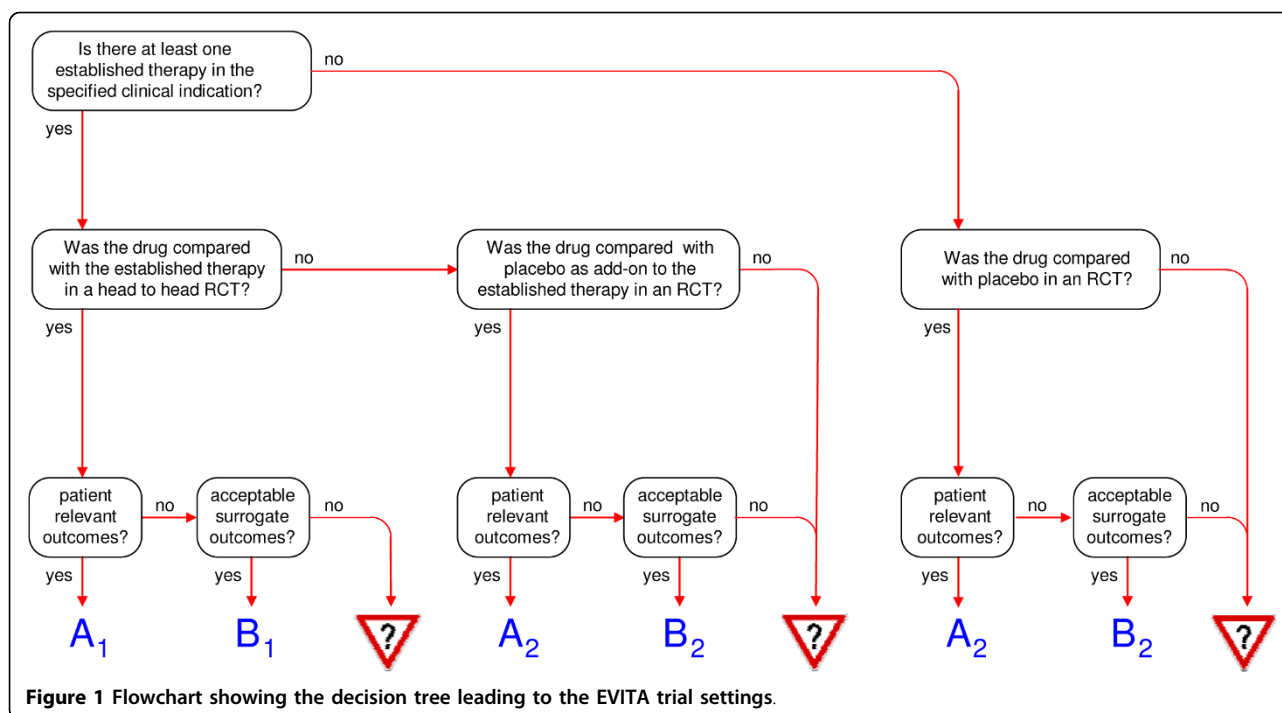 Is there at least one
established therapy in the
specified clinical indication?
no
yes
Was the drug compared
with the established therapy
in a head to head RCT?
no
yes
Was the drug compared with
placebo as add-on to the
established therapy in an RCT?
no
yes
Was the drug compared
with placebo in an RCT?
no
yes
patient
relevant
outcomes?
no
yes
acceptable
surrogate
outcomes?
no
yes
patient
relevant
outcomes?
no
yes
acceptable
surrogate
outcomes?
no
yes
patient
relevant
outcomes?
no
yes
acceptable
surrogate
outcomes?
no
yes
A₁
B₁
?
A₂
B₂
?
A₂
B₂
?
Figure 1 Flowchart showing the decision tree leading to the EVITA trial settings.